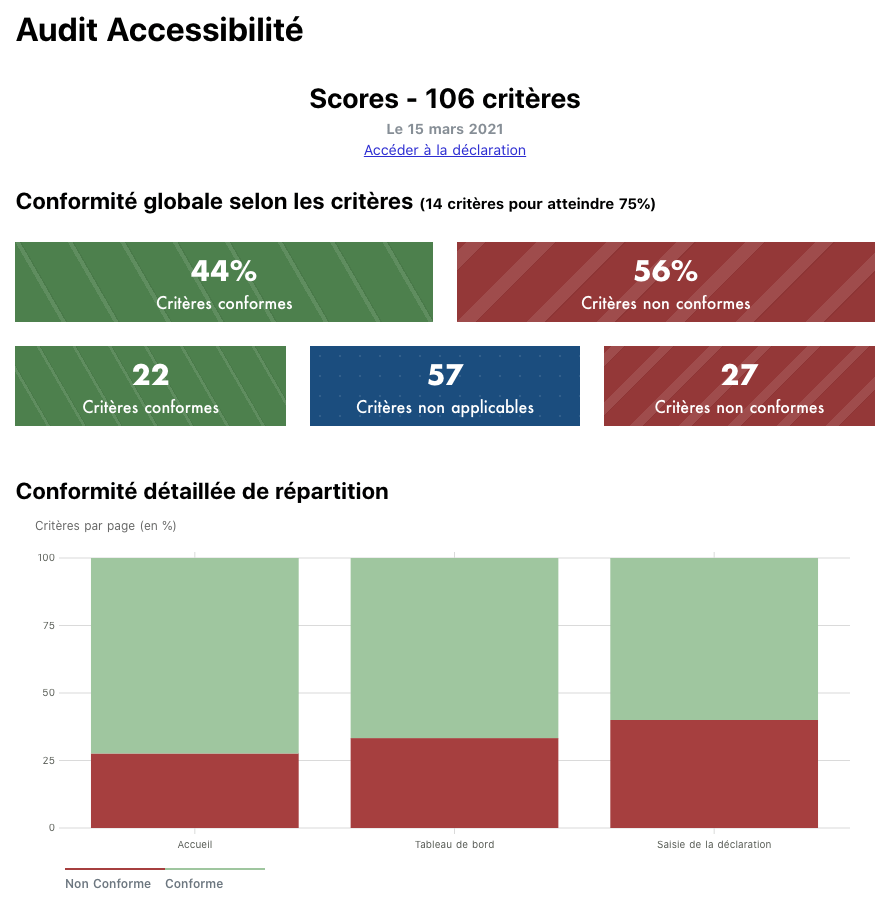 Audit Accessibilité
Scores - 106 critères
Le 15 mars 2021
Accéder à la déclaration
Conformité globale selon les critères (14 critères pour atteindre 75%)
44%
Critères conformes
56%
Critères non conformes
22
Critères conformes
57
Critères non applicables
27
Critères non conformes
Conformité détaillée de répartition
Critères par page (en %)
100
75
50
25
0
Accueil
Tableau de bord
Saisie de la déclaration
Non Conforme
Conforme